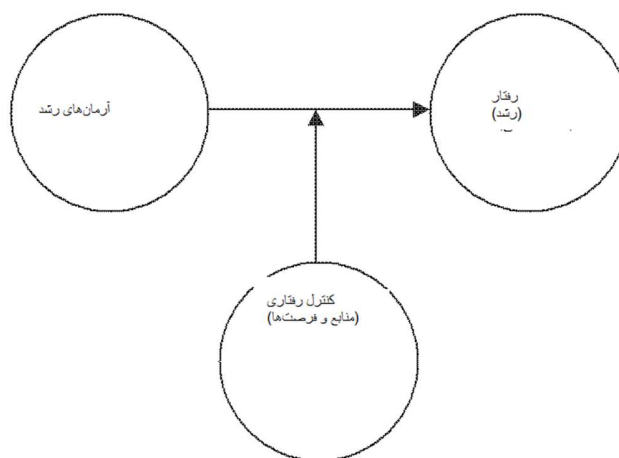 آرمان‌های رشد
رفتار
(رشد)
کنترل رفتاری
(منابع و فرصت‌ها)